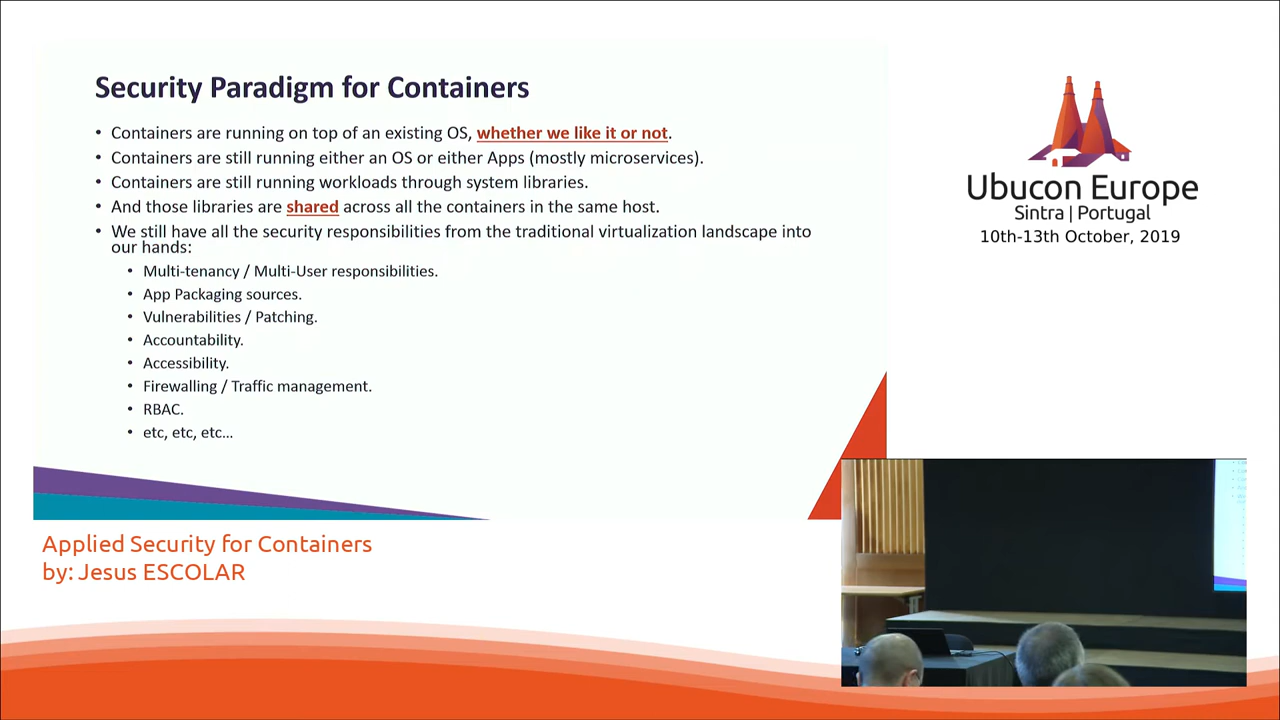 Security Paradigm for Containers
• Containers are running on top of an existing OS, whether we like it or not.
• Containers are still running either an OS or either Apps (mostly microservices).
• Containers are still running workloads through system libraries.
• And those libraries are shared across all the containers in the same host.
• We still have all the security responsibilities from the traditional virtualization landscape into
our hands:
• Multi-tenancy / Multi-User responsibilities.
• App Packaging sources.
• Vulnerabilities / Patching.
• Accountability.
• Accessibility.
• Firewalling / Traffic management.
• RBAC.
• etc, etc, etc...
Ubucon Europe
Sintra | Portugal
10th-13th October, 2019
Applied Security for Containers
by: Jesus ESCOLAR